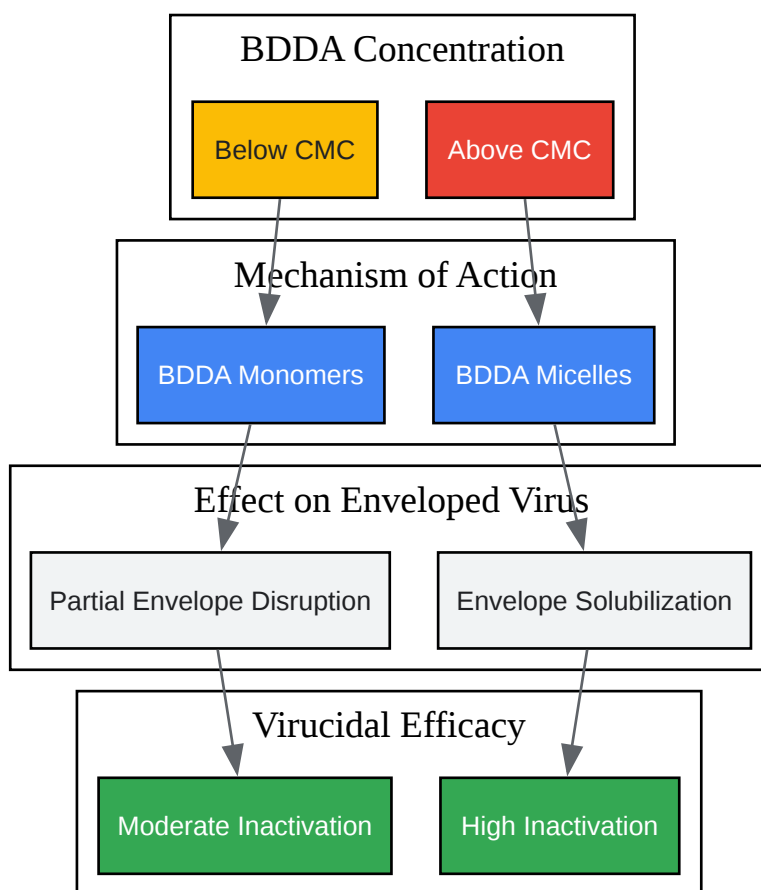 BDDA Concentration
Below CMC
Above CMC
Mechanism of Action
BDDA Monomers
BDDA Micelles
Effect on Enveloped Virus
Partial Envelope Disruption
Envelope Solubilization
Virucidal Efficacy
Moderate Inactivation
High Inactivation